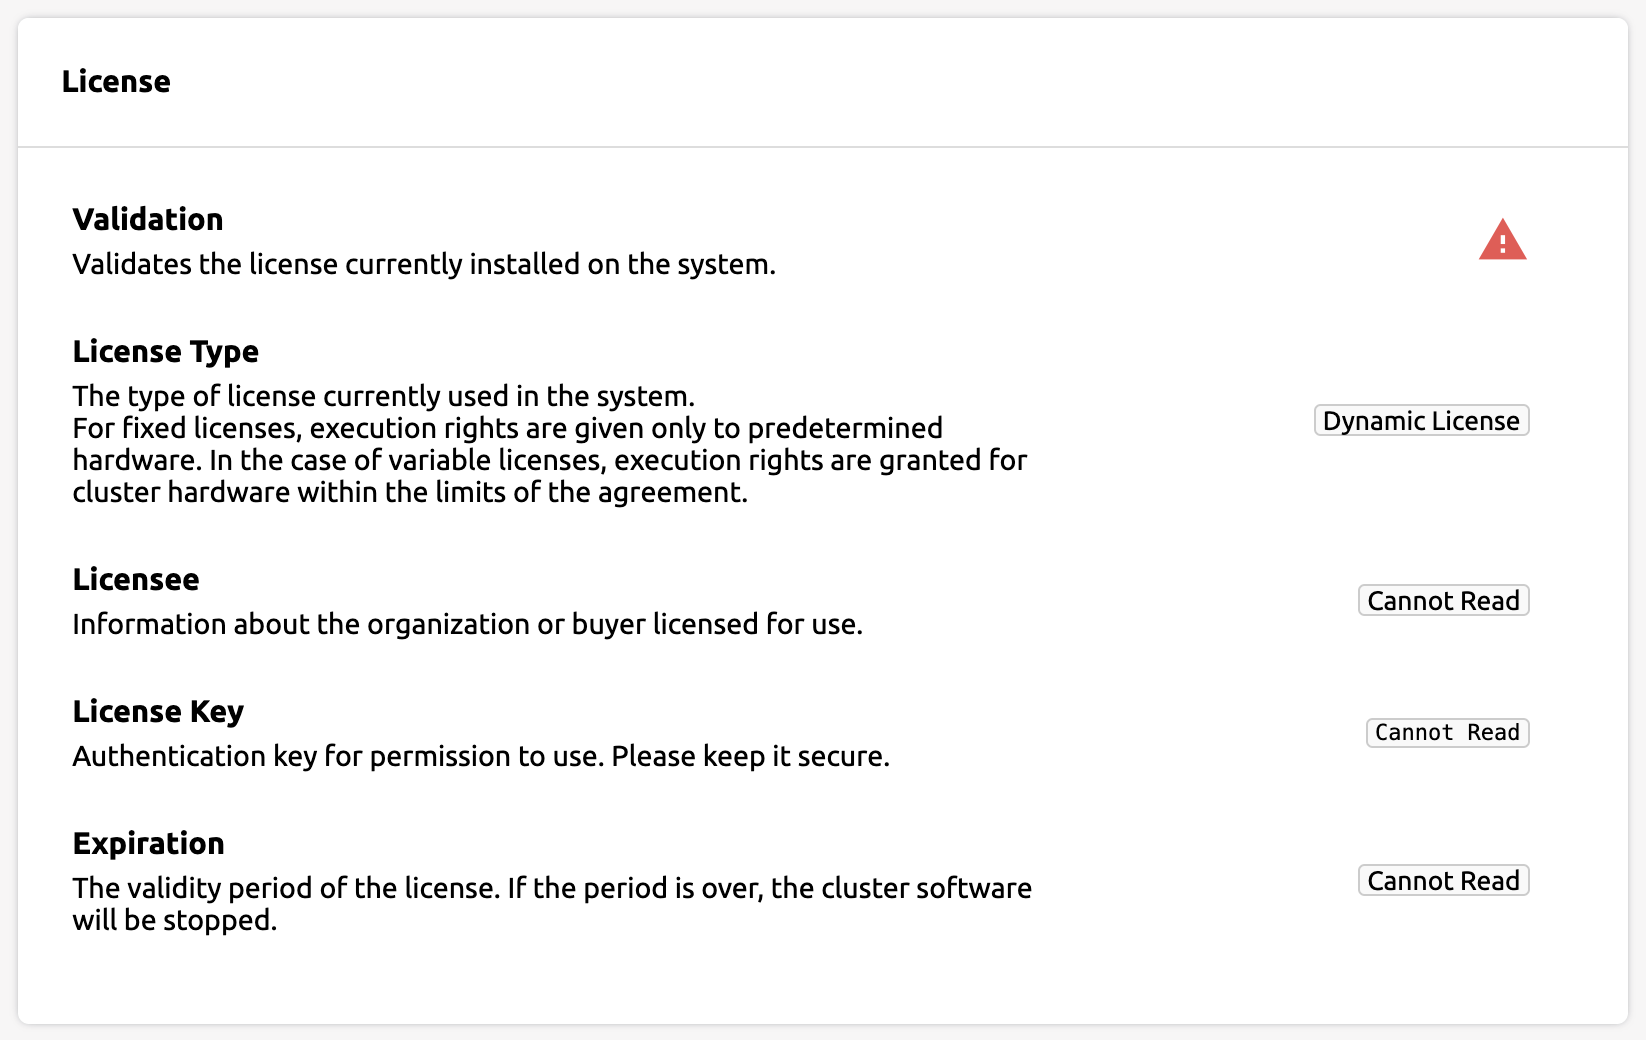 License
Validation
Validates the license currently installed on the system.
License Type
The type of license currently used in the system.
For fixed licenses, execution rights are given only to predetermined
hardware. In the case of variable licenses, execution rights are granted for
cluster hardware within the limits of the agreement.
Dynamic License
Licensee
Information about the organization or buyer licensed for use.
Cannot Read
License Key
Authentication key for permission to use. Please keep it secure.
Cannot Read
Expiration
The validity period of the license. If the period is over, the cluster software
will be stopped.
Cannot Read